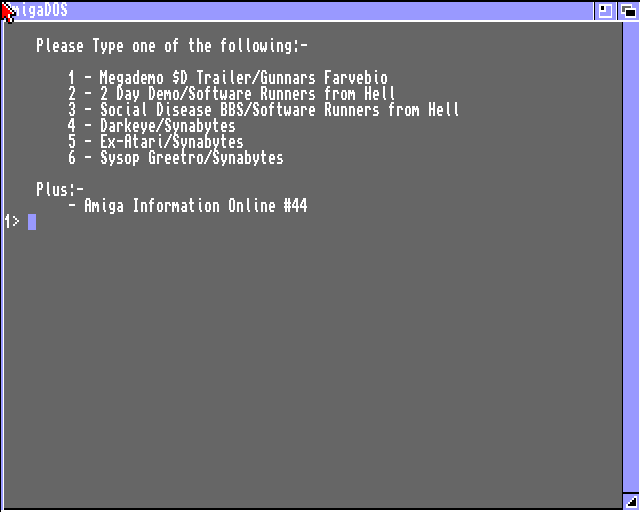 AmigaDOS
Please Type one of the following:-
1 - Megademo $D Trailer/Gunnars Farvebio
2 - 2 Day Demo/Software Runners from Hell
3 - Social Disease BBS/Software Runners from Hell
4 - Darkeye/Synabytes
5 - Ex-Atari/Synabytes
6 - Sysop Greetro/Synabytes
Plus:-
- Amiga Information Online #44
1>